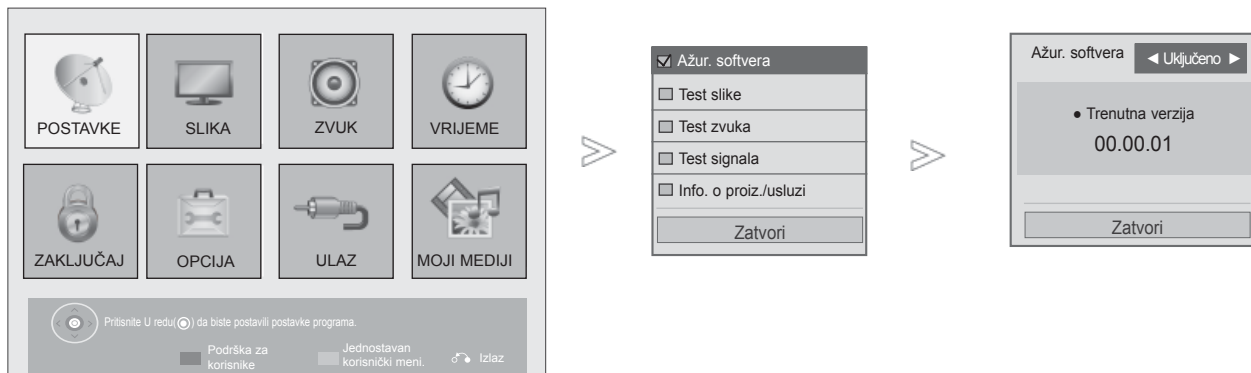 POSTAVKE
SLIKA
ZVUK
VRIJEME
ZAKLJUČAJ
OPCIJA
ULAZ
MOJI MEDIJI
Pritisnite U redu(◉) da biste postavili postavke programa.
Podrška za
korisnike
Jednostavan
korisnički meni.
Izlaz
Ažur. softvera
Test slike
Test zvuka
Test signala
Info. o proiz./usluzi
Zatvori
Ažur. softvera
◄ Uključeno ►
● Trenutna verzija
00.00.01
Zatvori